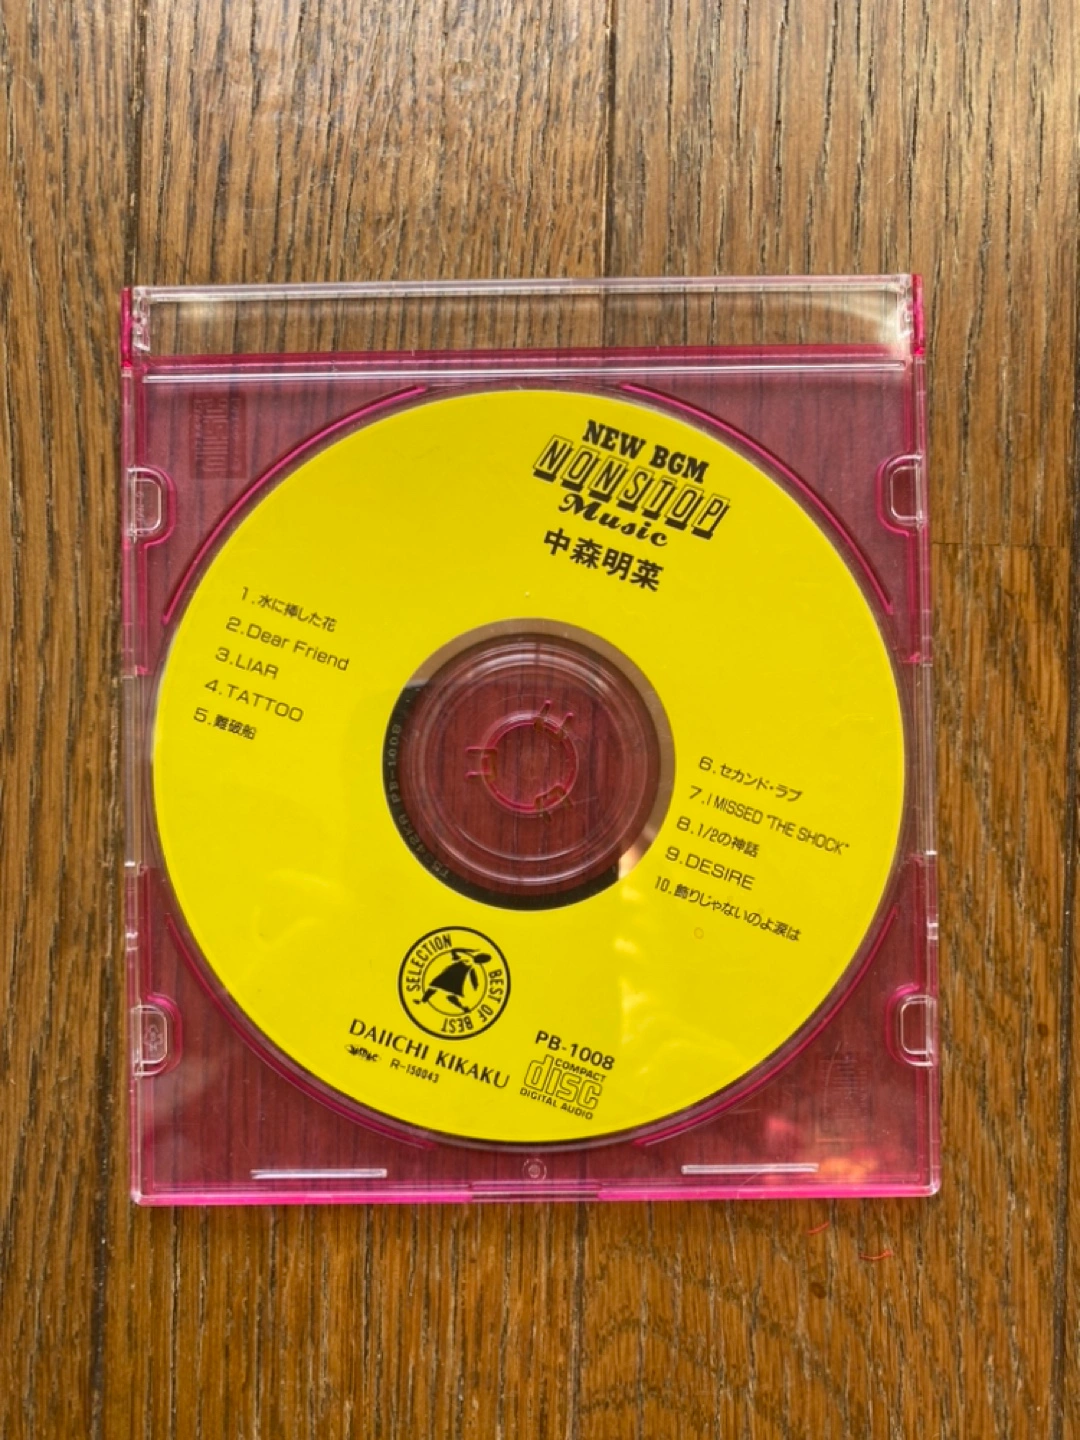 NEW BGM
NONSTOP
Music
中森明菜
1.水に挿した花
2.Dear Friend
3.LIAR
4.TATTOO
5.難破船
6.セカンド・ラブ
7.I MISSED "THE SHOCK"
8.1/2の神話
9.DESIRE
10.飾りじゃないのよ涙は
SELECTION BEST OF BEST
DAIICHI KIKAKU
R-150043
PB-1008
COMPACT
disc
DIGITAL AUDIO
PB-1008